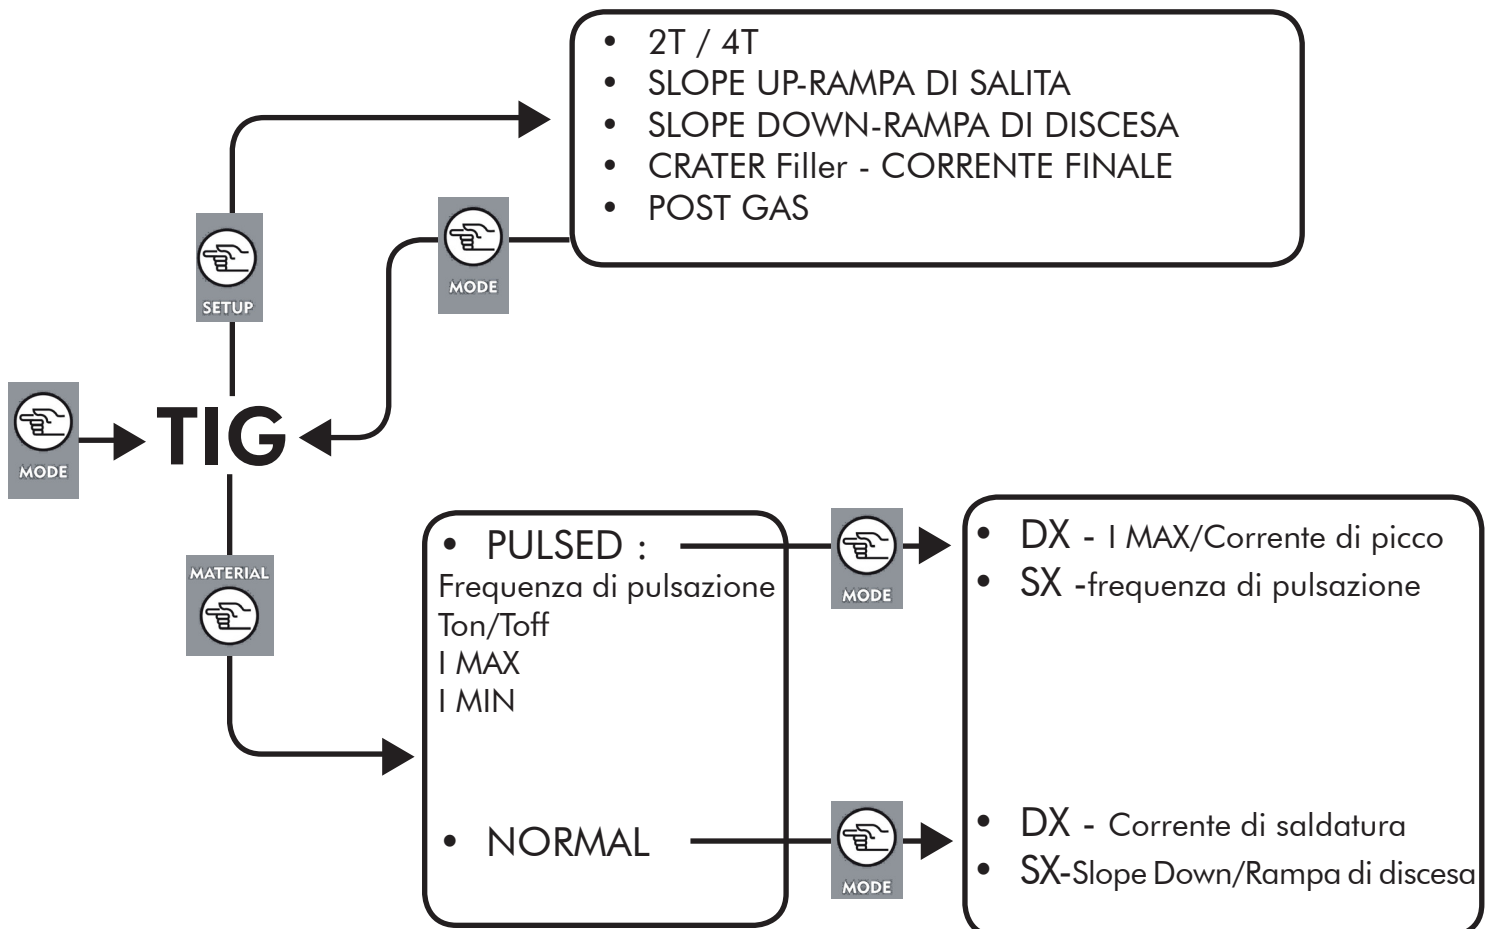 • 2T / 4T
• SLOPE UP-RAMPA DI SALITA
• SLOPE DOWN-RAMPA DI DISCESA
• CRATER Filler - CORRENTE FINALE
• POST GAS
MODE
SETUP
MODE
TIG
MATERIAL
• PULSED :
Frequenza di pulsazione
Ton/Toff
I MAX
I MIN
MODE
• DX - I MAX/Corrente di picco
• SX -frequenza di pulsazione
• NORMAL
MODE
• DX - Corrente di saldatura
• SX-Slope Down/Rampa di discesa